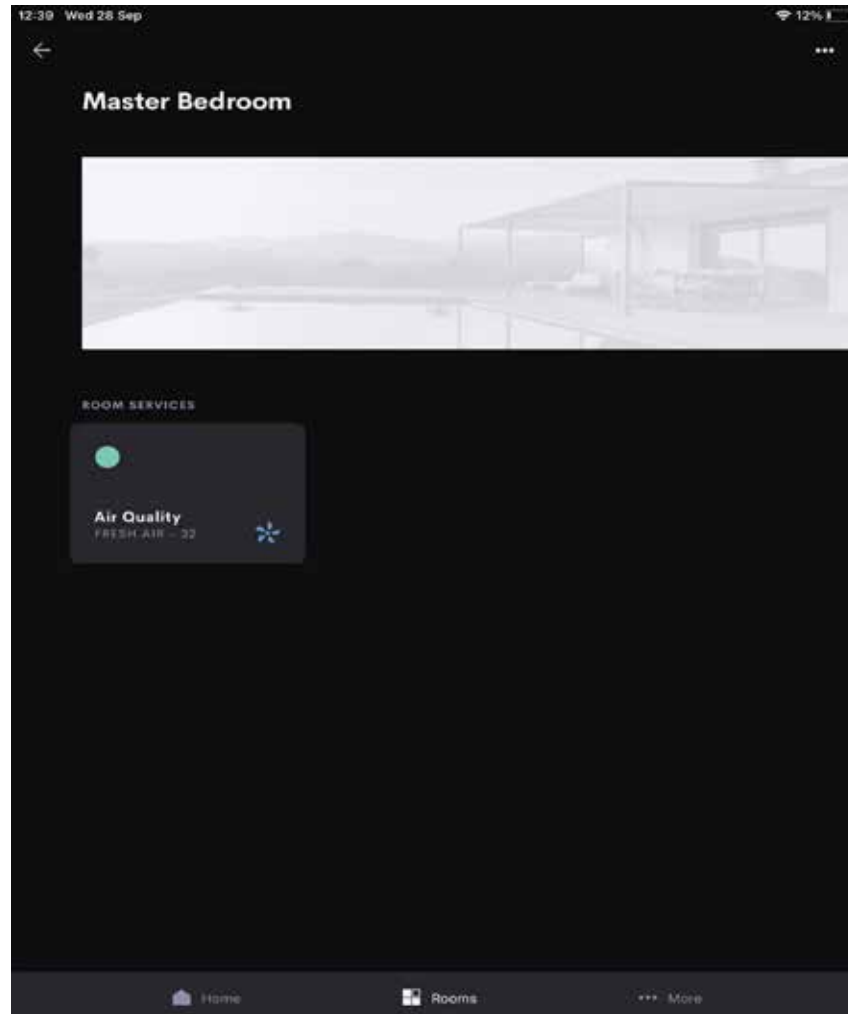 12:39 Wed 28 Sep
12%
Master Bedroom
ROOM SERVICES
Air Quality
FRESH AIR - 32
Home
Rooms
More